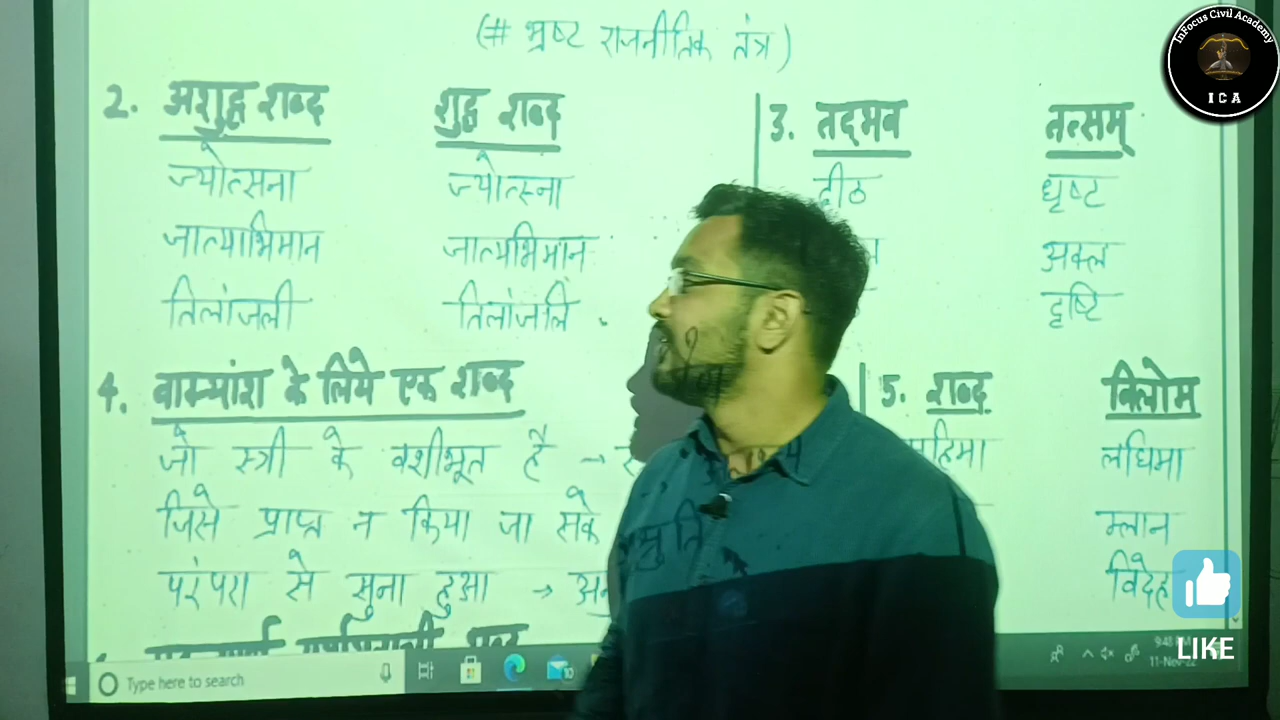 (# भ्रष्ट राजनीतिक तंत्र)
InFocus Civil Academy
ICA
2. अशुद्ध शब्द शुद्ध शब्द
ज्योत्सना ज्योत्स्ना
जात्याभिमान जात्यभिमान
तिलांजली तिलांजलि
3. तद्भव तत्सम्
ढीठ धृष्ट
अक्ल
दृष्टि
4. वाक्यांश के लिये एक शब्द
जो स्त्री के वशीभूत है →
जिसे प्राप्त न किया जा सके
परंपरा से सुना हुआ →
5. शब्द विलोम
लघिमा
म्लान
विदेह
LIKE
Type here to search